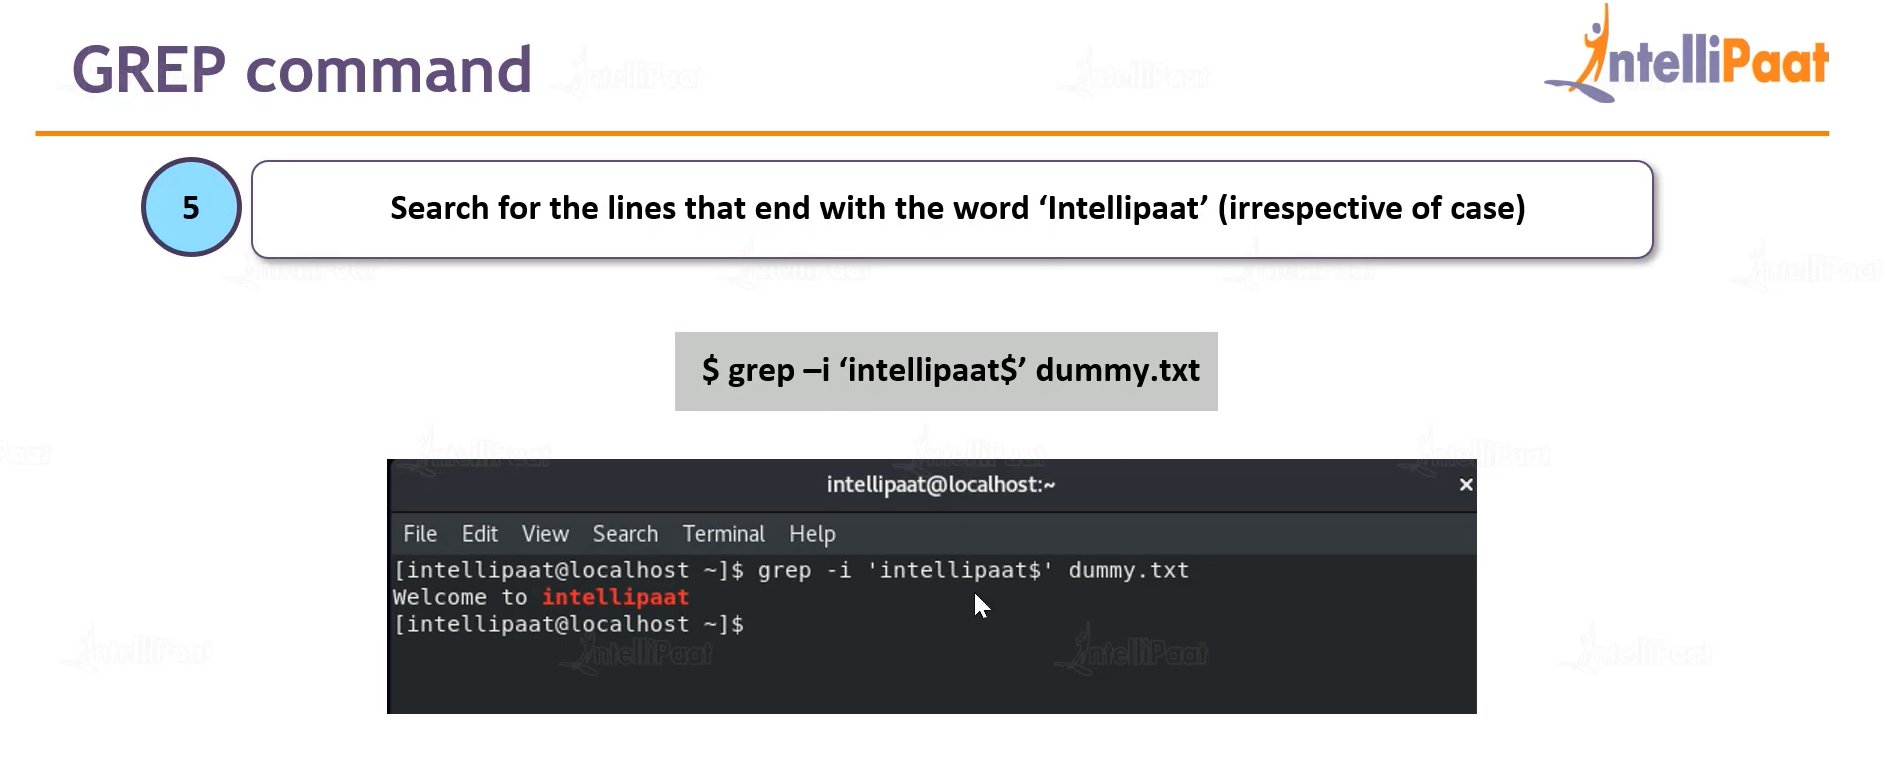 GREP command
IntelliPaat
5
Search for the lines that end with the word ‘Intellipaat’ (irrespective of case)
$ grep –i ‘intellipaat$’ dummy.txt
intellipaat@localhost:~ ×
File Edit View Search Terminal Help
[intellipaat@localhost ~]$ grep -i 'intellipaat$' dummy.txt
Welcome to intellipaat
[intellipaat@localhost ~]$